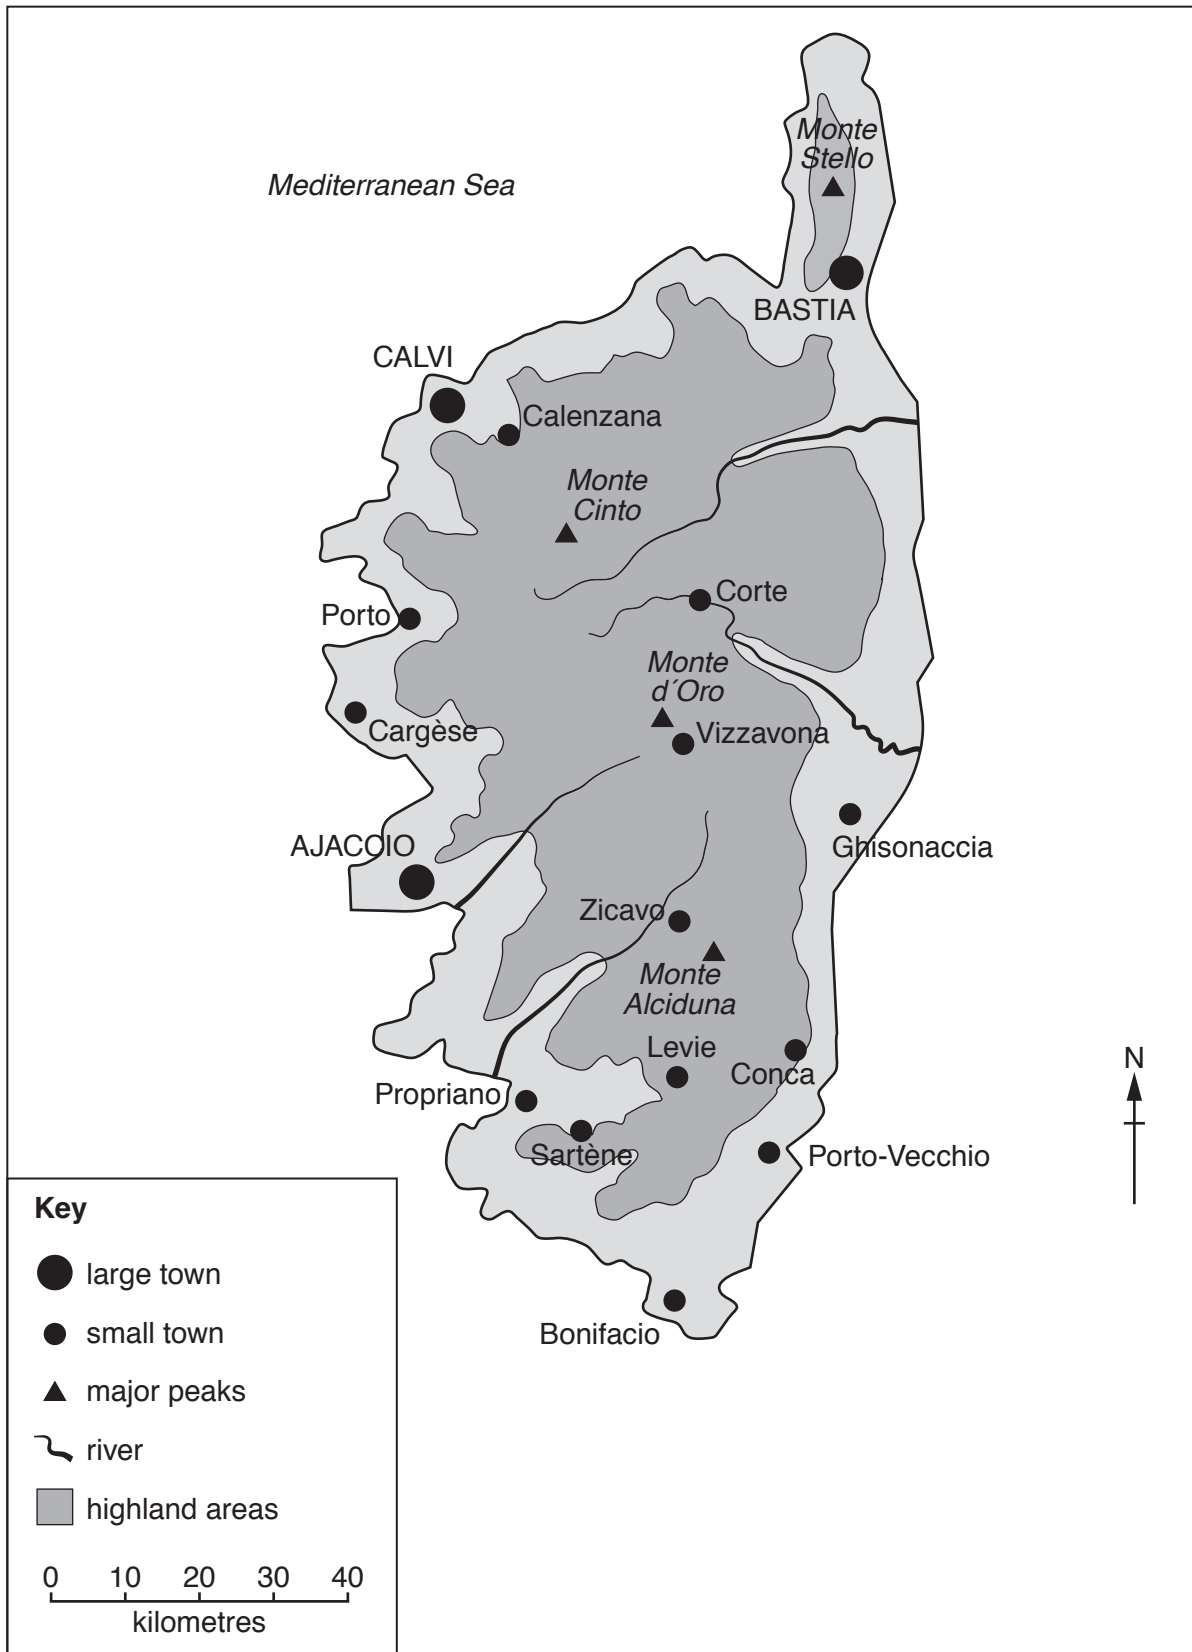 Monte
Stello
Mediterranean Sea
BASTIA
CALVI
Calenzana
Monte
Cinto
Corte
Porto
Monte
d´Oro
Cargèse
Vizzavona
AJACCIO
Ghisonaccia
Zicavo
Monte
Alciduna
Levie
Conca
N
Propriano
Sartène
Porto-Vecchio
Bonifacio
Key
large town
small town
major peaks
river
highland areas
0 10 20 30 40
kilometres